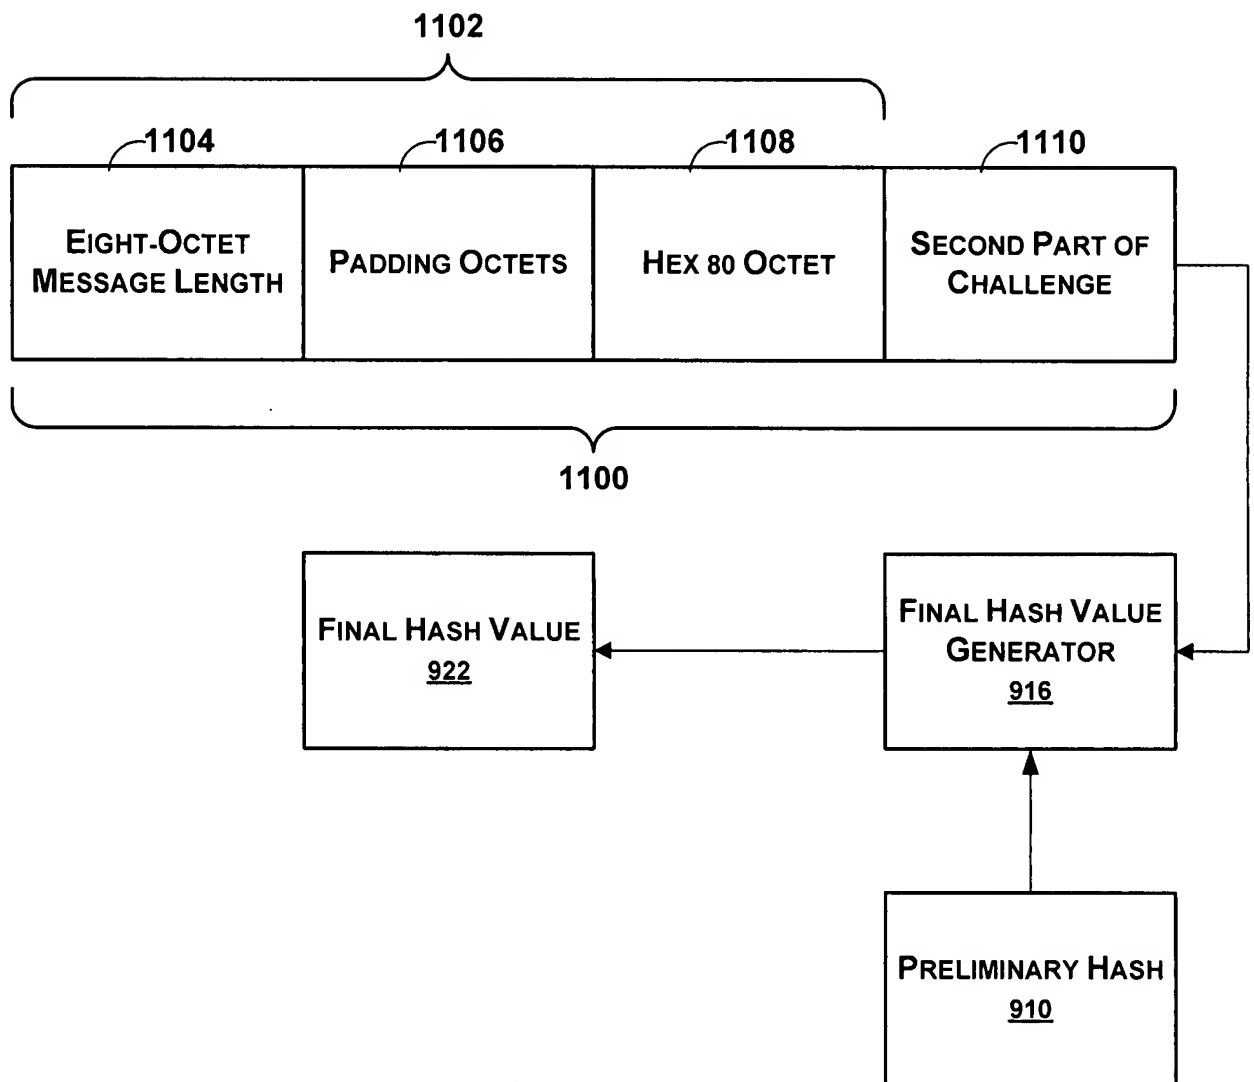 1102
1104
1106
1108
1110
EIGHT-OCTET
MESSAGE LENGTH
PADDING OCTETS
HEX 80 OCTET
SECOND PART OF
CHALLENGE
1100
FINAL HASH VALUE
922
FINAL HASH VALUE
GENERATOR
916
PRELIMINARY HASH
910